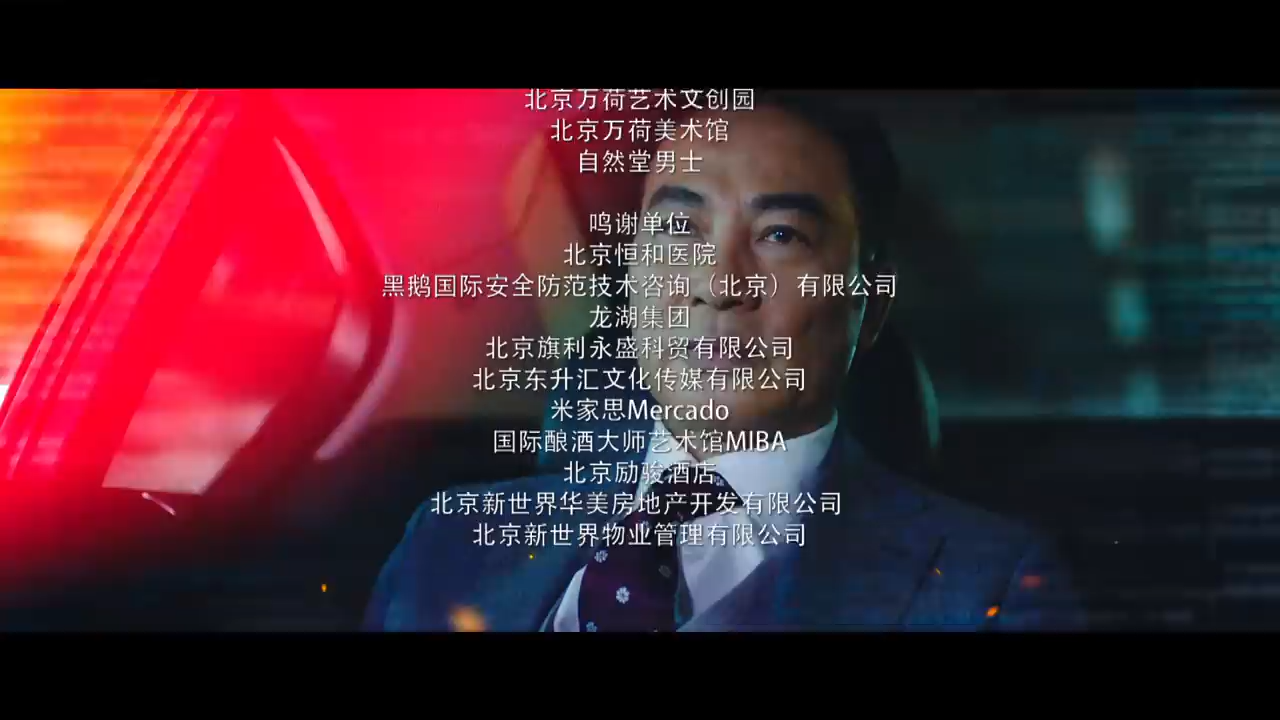 北京万荷艺术文创园
北京万荷美术馆
自然堂男士
鸣谢单位
北京恒和医院
黑鹅国际安全防范技术咨询（北京）有限公司
龙湖集团
北京旗利永盛科贸有限公司
北京东升汇文化传媒有限公司
米家思Mercado
国际酿酒大师艺术馆MIBA
北京励骏酒店
北京新世界华美房地产开发有限公司
北京新世界物业管理有限公司